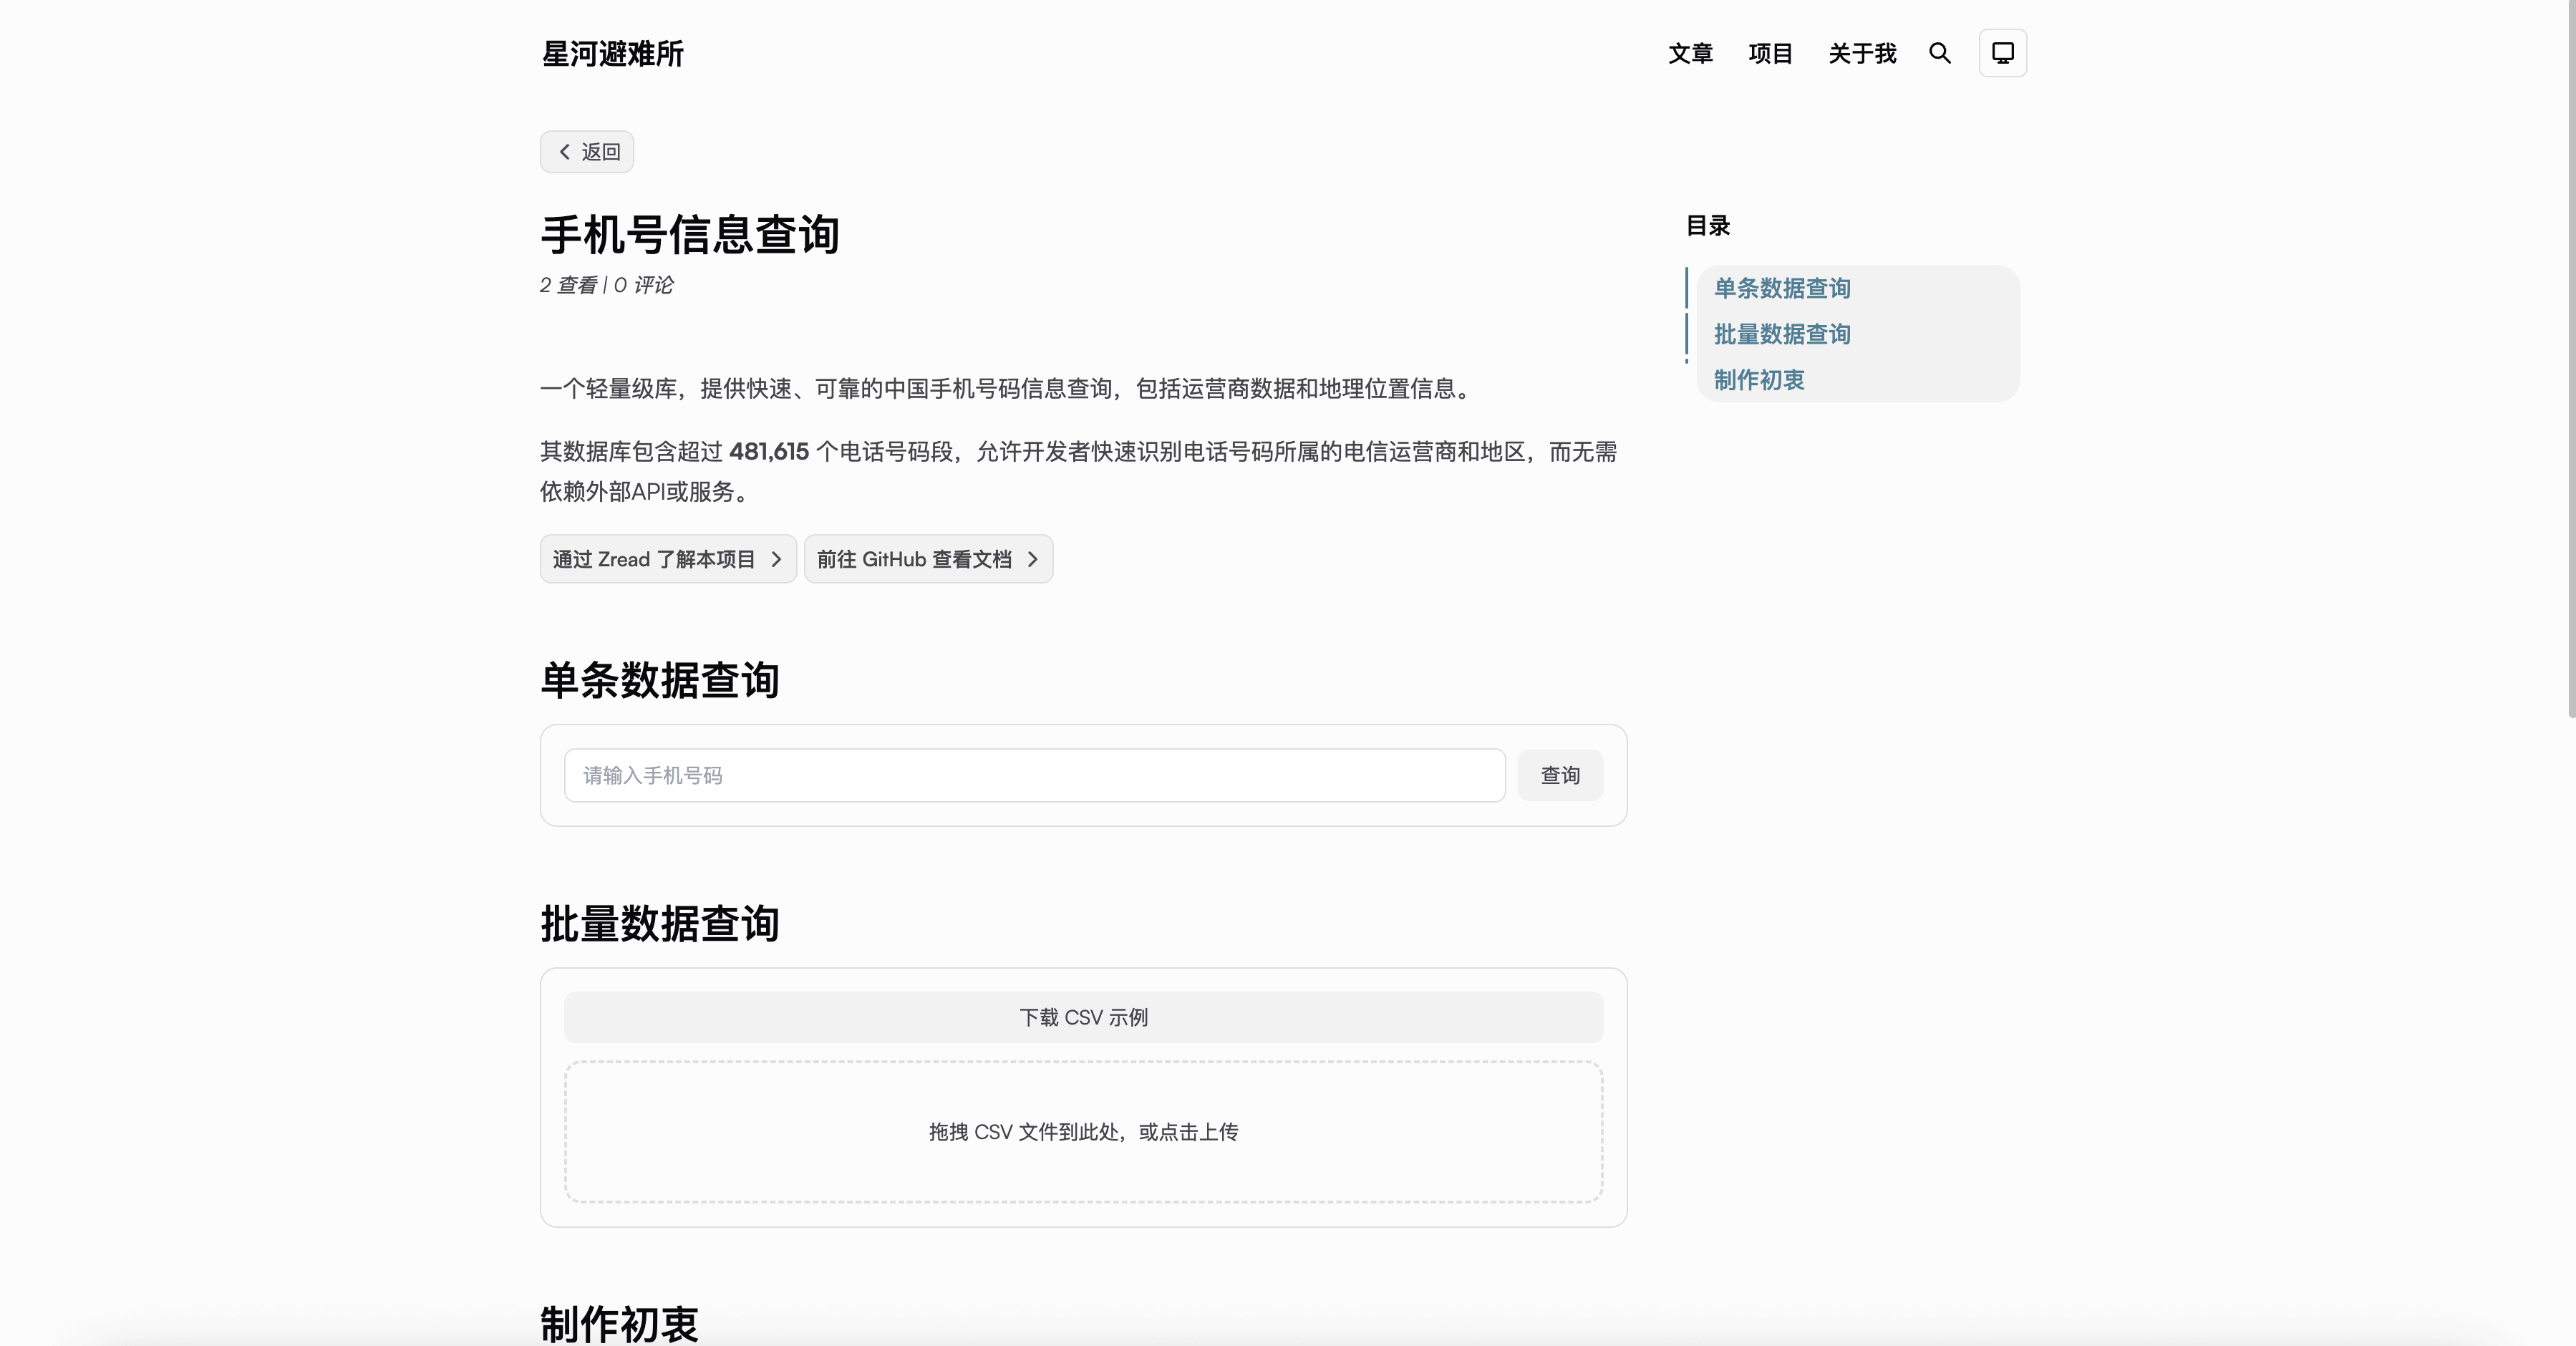 星河避难所
文章 项目 关于我
返回
手机号信息查询
2 查看 | 0 评论
一个轻量级库，提供快速、可靠的中国手机号码信息查询，包括运营商数据和地理位置信息。
其数据库包含超过 481,615 个电话号码段，允许开发者快速识别电话号码所属的电信运营商和地区，而无需
依赖外部API或服务。
通过 Zread 了解本项目 前往 GitHub 查看文档
单条数据查询
请输入手机号码 查询
批量数据查询
下载 CSV 示例
拖拽 CSV 文件到此处，或点击上传
制作初衷
目录
单条数据查询
批量数据查询
制作初衷